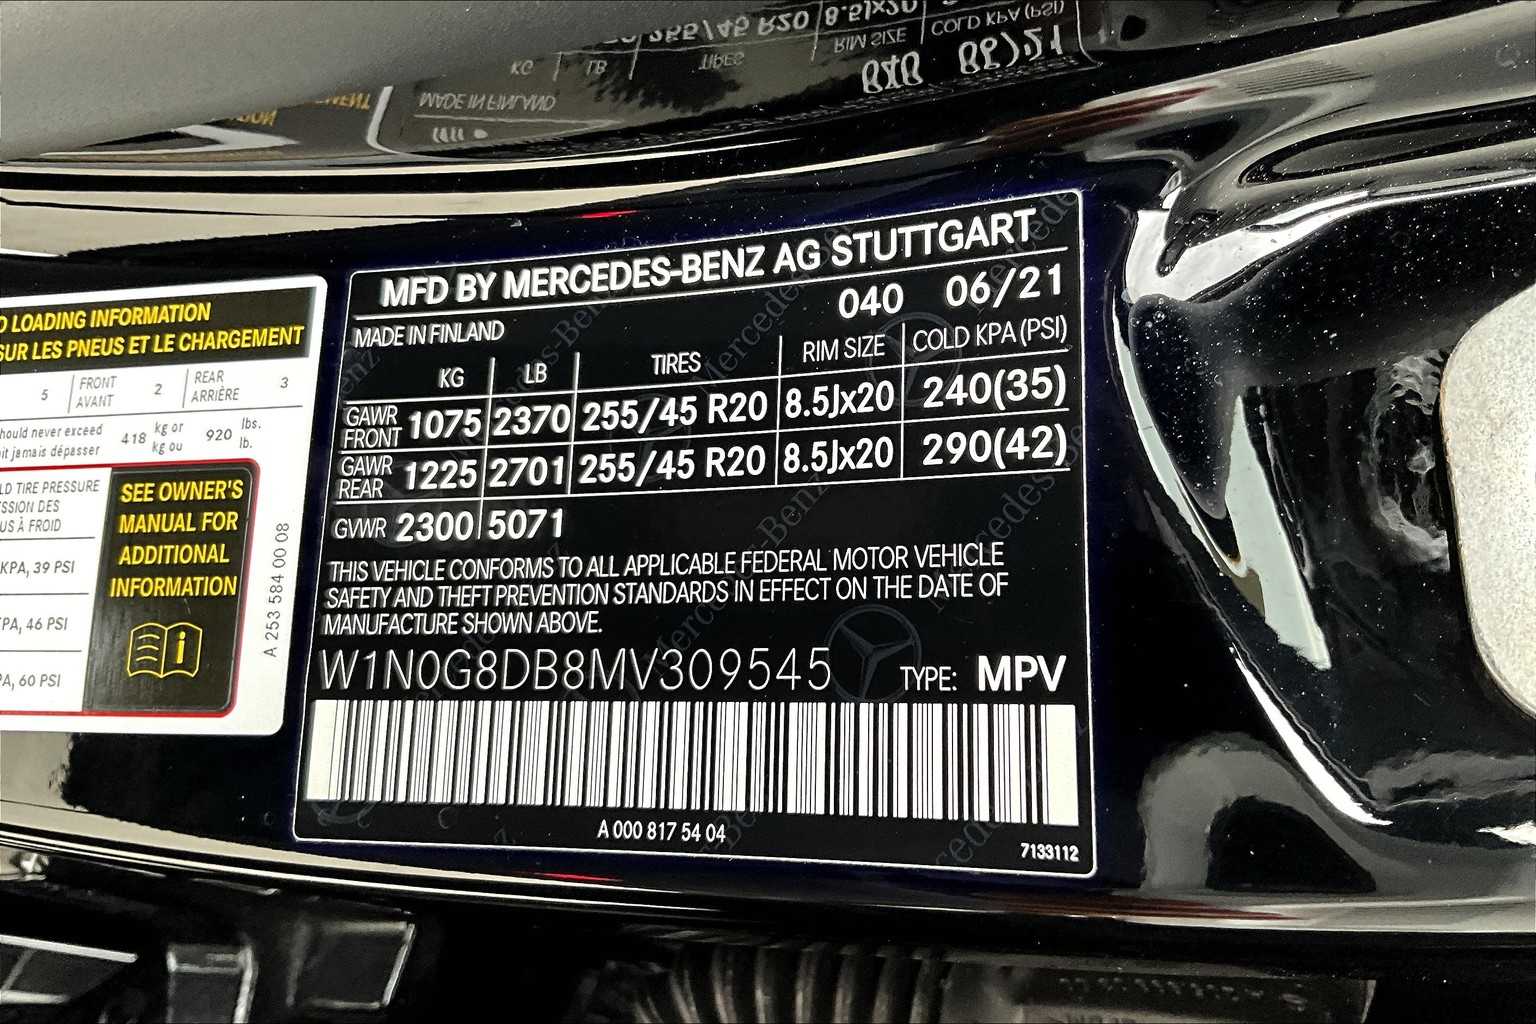 MFD BY MERCEDES-BENZ AG STUTTGART
040 06/21
MADE IN FINLAND
KG LB TIRES RIM SIZE COLD KPA (PSI)
GAWR FRONT 1075 2370 255/45 R20 8.5Jx20 240(35)
GAWR REAR 1225 2701 255/45 R20 8.5Jx20 290(42)
GVWR 2300 5071
THIS VEHICLE CONFORMS TO ALL APPLICABLE FEDERAL MOTOR VEHICLE
SAFETY AND THEFT PREVENTION STANDARDS IN EFFECT ON THE DATE OF
MANUFACTURE SHOWN ABOVE.
W1N0G8DB8MV309545 TYPE: MPV
A 000 817 54 04
7133112
LOADING INFORMATION
SUR LES PNEUS ET LE CHARGEMENT
5 FRONT AVANT 2 REAR ARRIÈRE 3
should never exceed 418 kg or 920 lbs.
jamais dépasser kg ou lb.
TIRE PRESSURE
DES
À FROID
KPA, 39 PSI
KPA, 46 PSI
60 PSI
SEE OWNER'S
MANUAL FOR
ADDITIONAL
INFORMATION
A 253 584 00 08